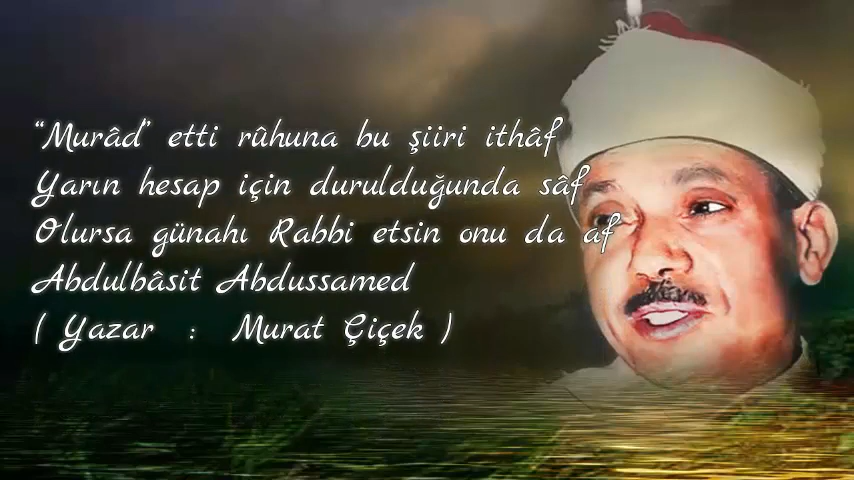 “Murâd” etti rûhuna bu şiiri ithâf
Yarın hesap için durulduğunda sâf
Olursa günahı Rabbi etsin onu da af
Abdulbâsit Abdussamed
( Yazar : Murat Çiçek )